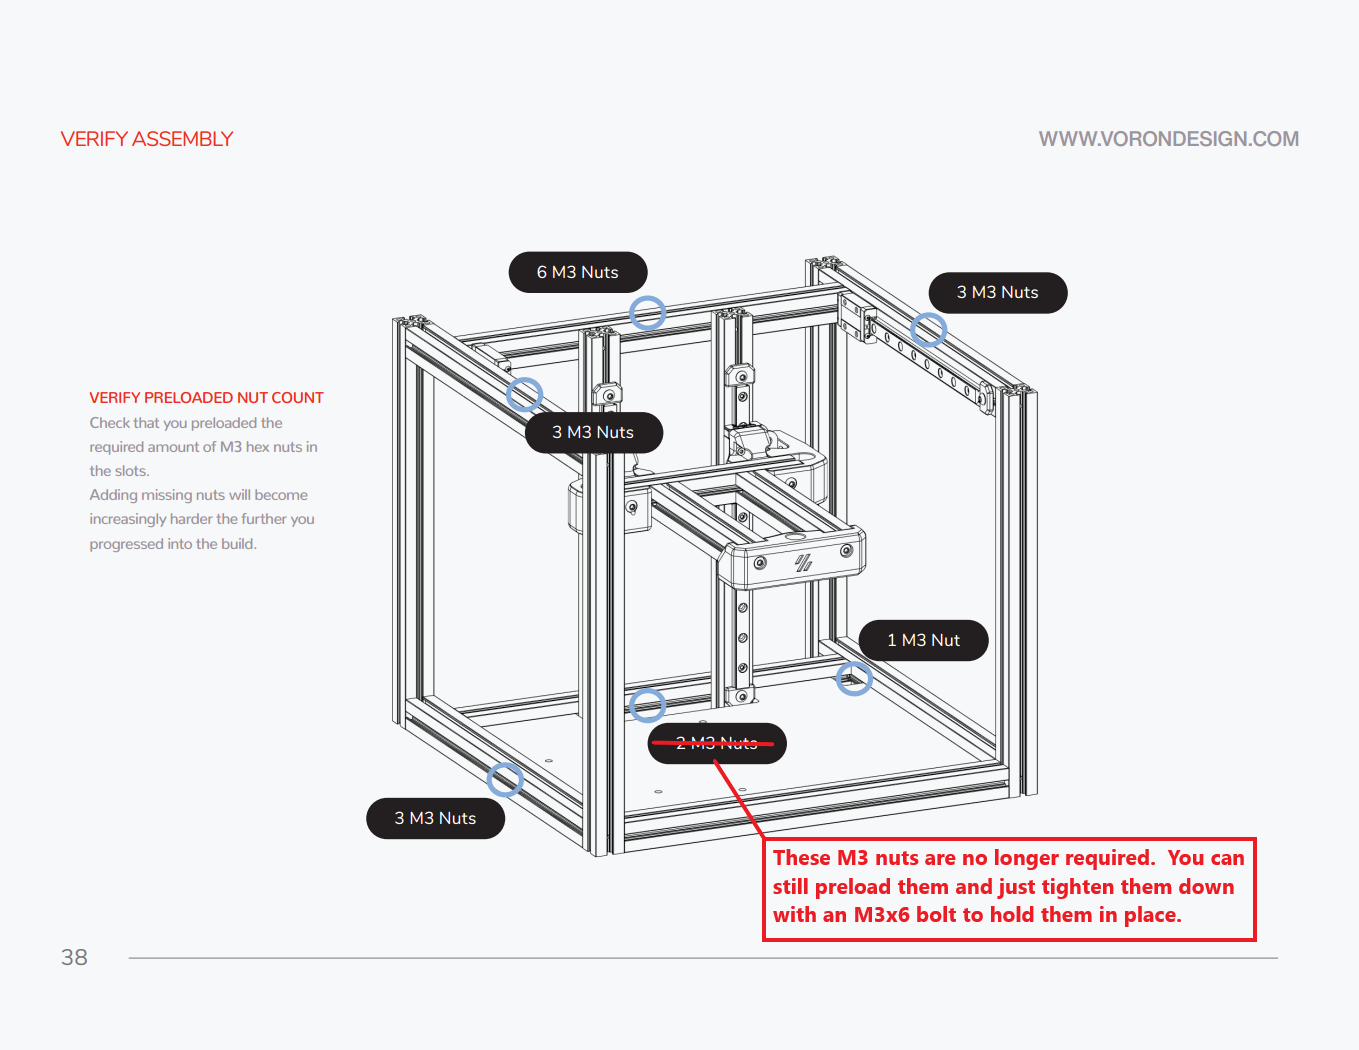 VERIFY ASSEMBLY
WWW.VORONDESIGN.COM
6 M3 Nuts
3 M3 Nuts
VERIFY PRELOADED NUT COUNT
Check that you preloaded the
required amount of M3 hex nuts in
the slots.
Adding missing nuts will become
increasingly harder the further you
progressed into the build.
3 M3 Nuts
1 M3 Nut
2 M3 Nuts
3 M3 Nuts
These M3 nuts are no longer required. You can
still preload them and just tighten them down
with an M3x6 bolt to hold them in place.
38